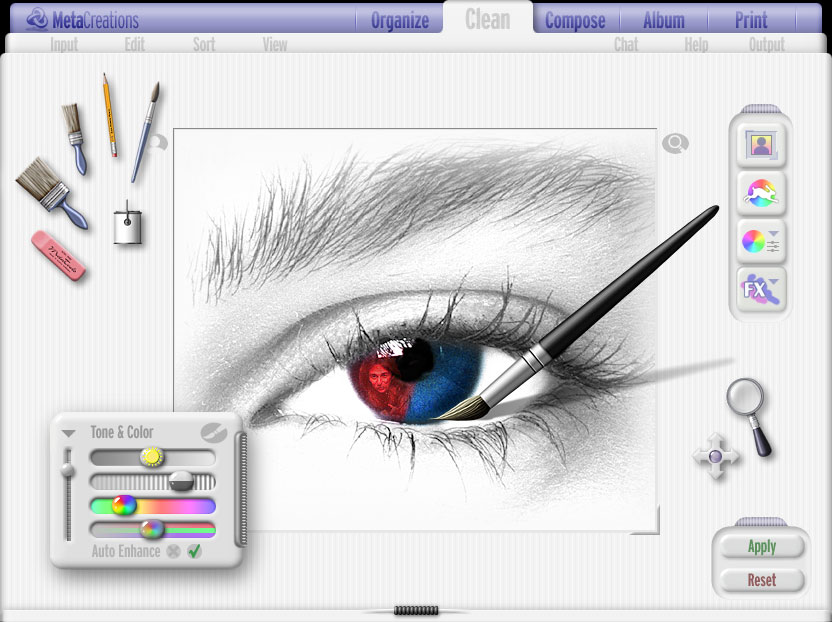 MetaCreations Organize Clean Compose Album Print
Input Edit Sort View Chat Help Output
FX
Tone & Color
Auto Enhance
Apply
Reset